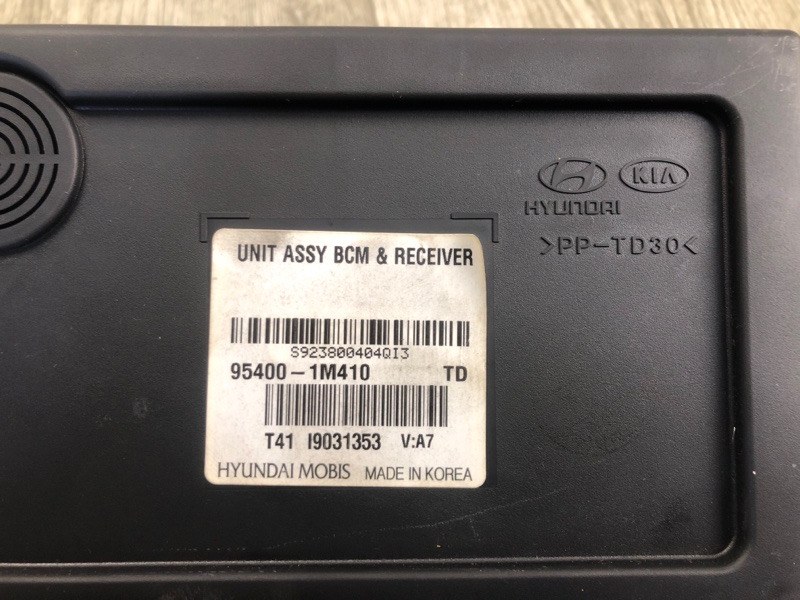 KIA
HYUNDAI
>PP-TD30<
UNIT ASSY BCM & RECEIVER
S923800404QI3
95400-1M410 TD
T41 I9031353 V:A7
HYUNDAI MOBIS MADE IN KOREA